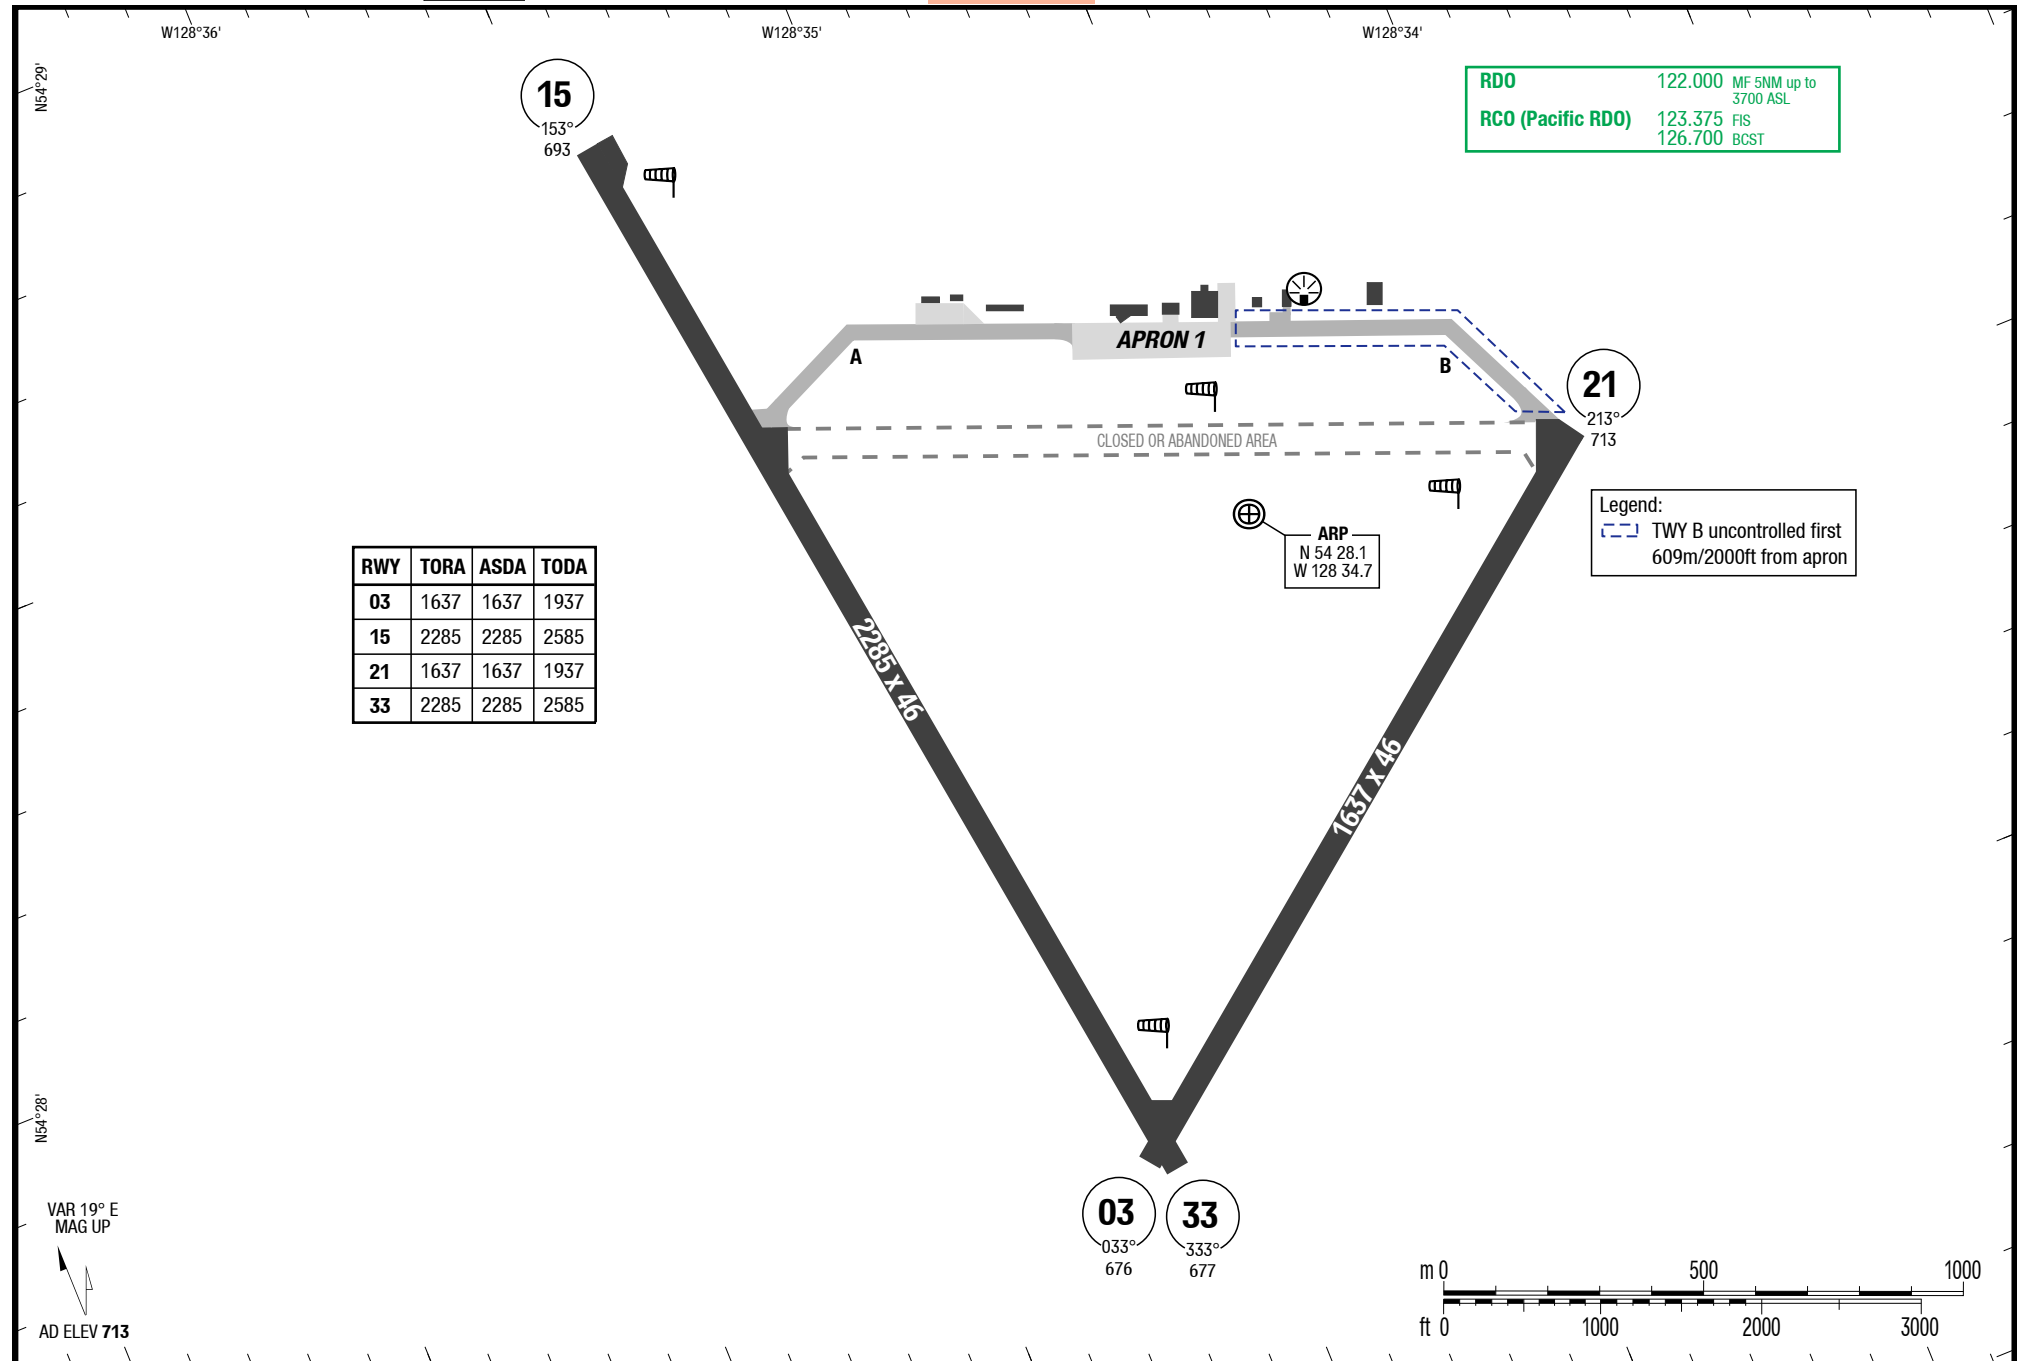 W128°36'
W128°35'
W128°34'
N54°29'
15
153°
693
RDO 122.000 MF 5NM up to
3700 ASL
RCO (Pacific RDO) 123.375 FIS
126.700 BCST
APRON 1
A
B
21
213°
713
CLOSED OR ABANDONED AREA
ARP
N 54 28.1
W 128 34.7
Legend:
TWY B uncontrolled first
609m/2000ft from apron
RWY TORA ASDA TODA
03 1637 1637 1937
15 2285 2285 2585
21 1637 1637 1937
33 2285 2285 2585
2285 x 46
1637 x 46
N54°28'
03
033°
676
33
333°
677
VAR 19° E
MAG UP
AD ELEV 713
m 0 500 1000
ft 0 1000 2000 3000